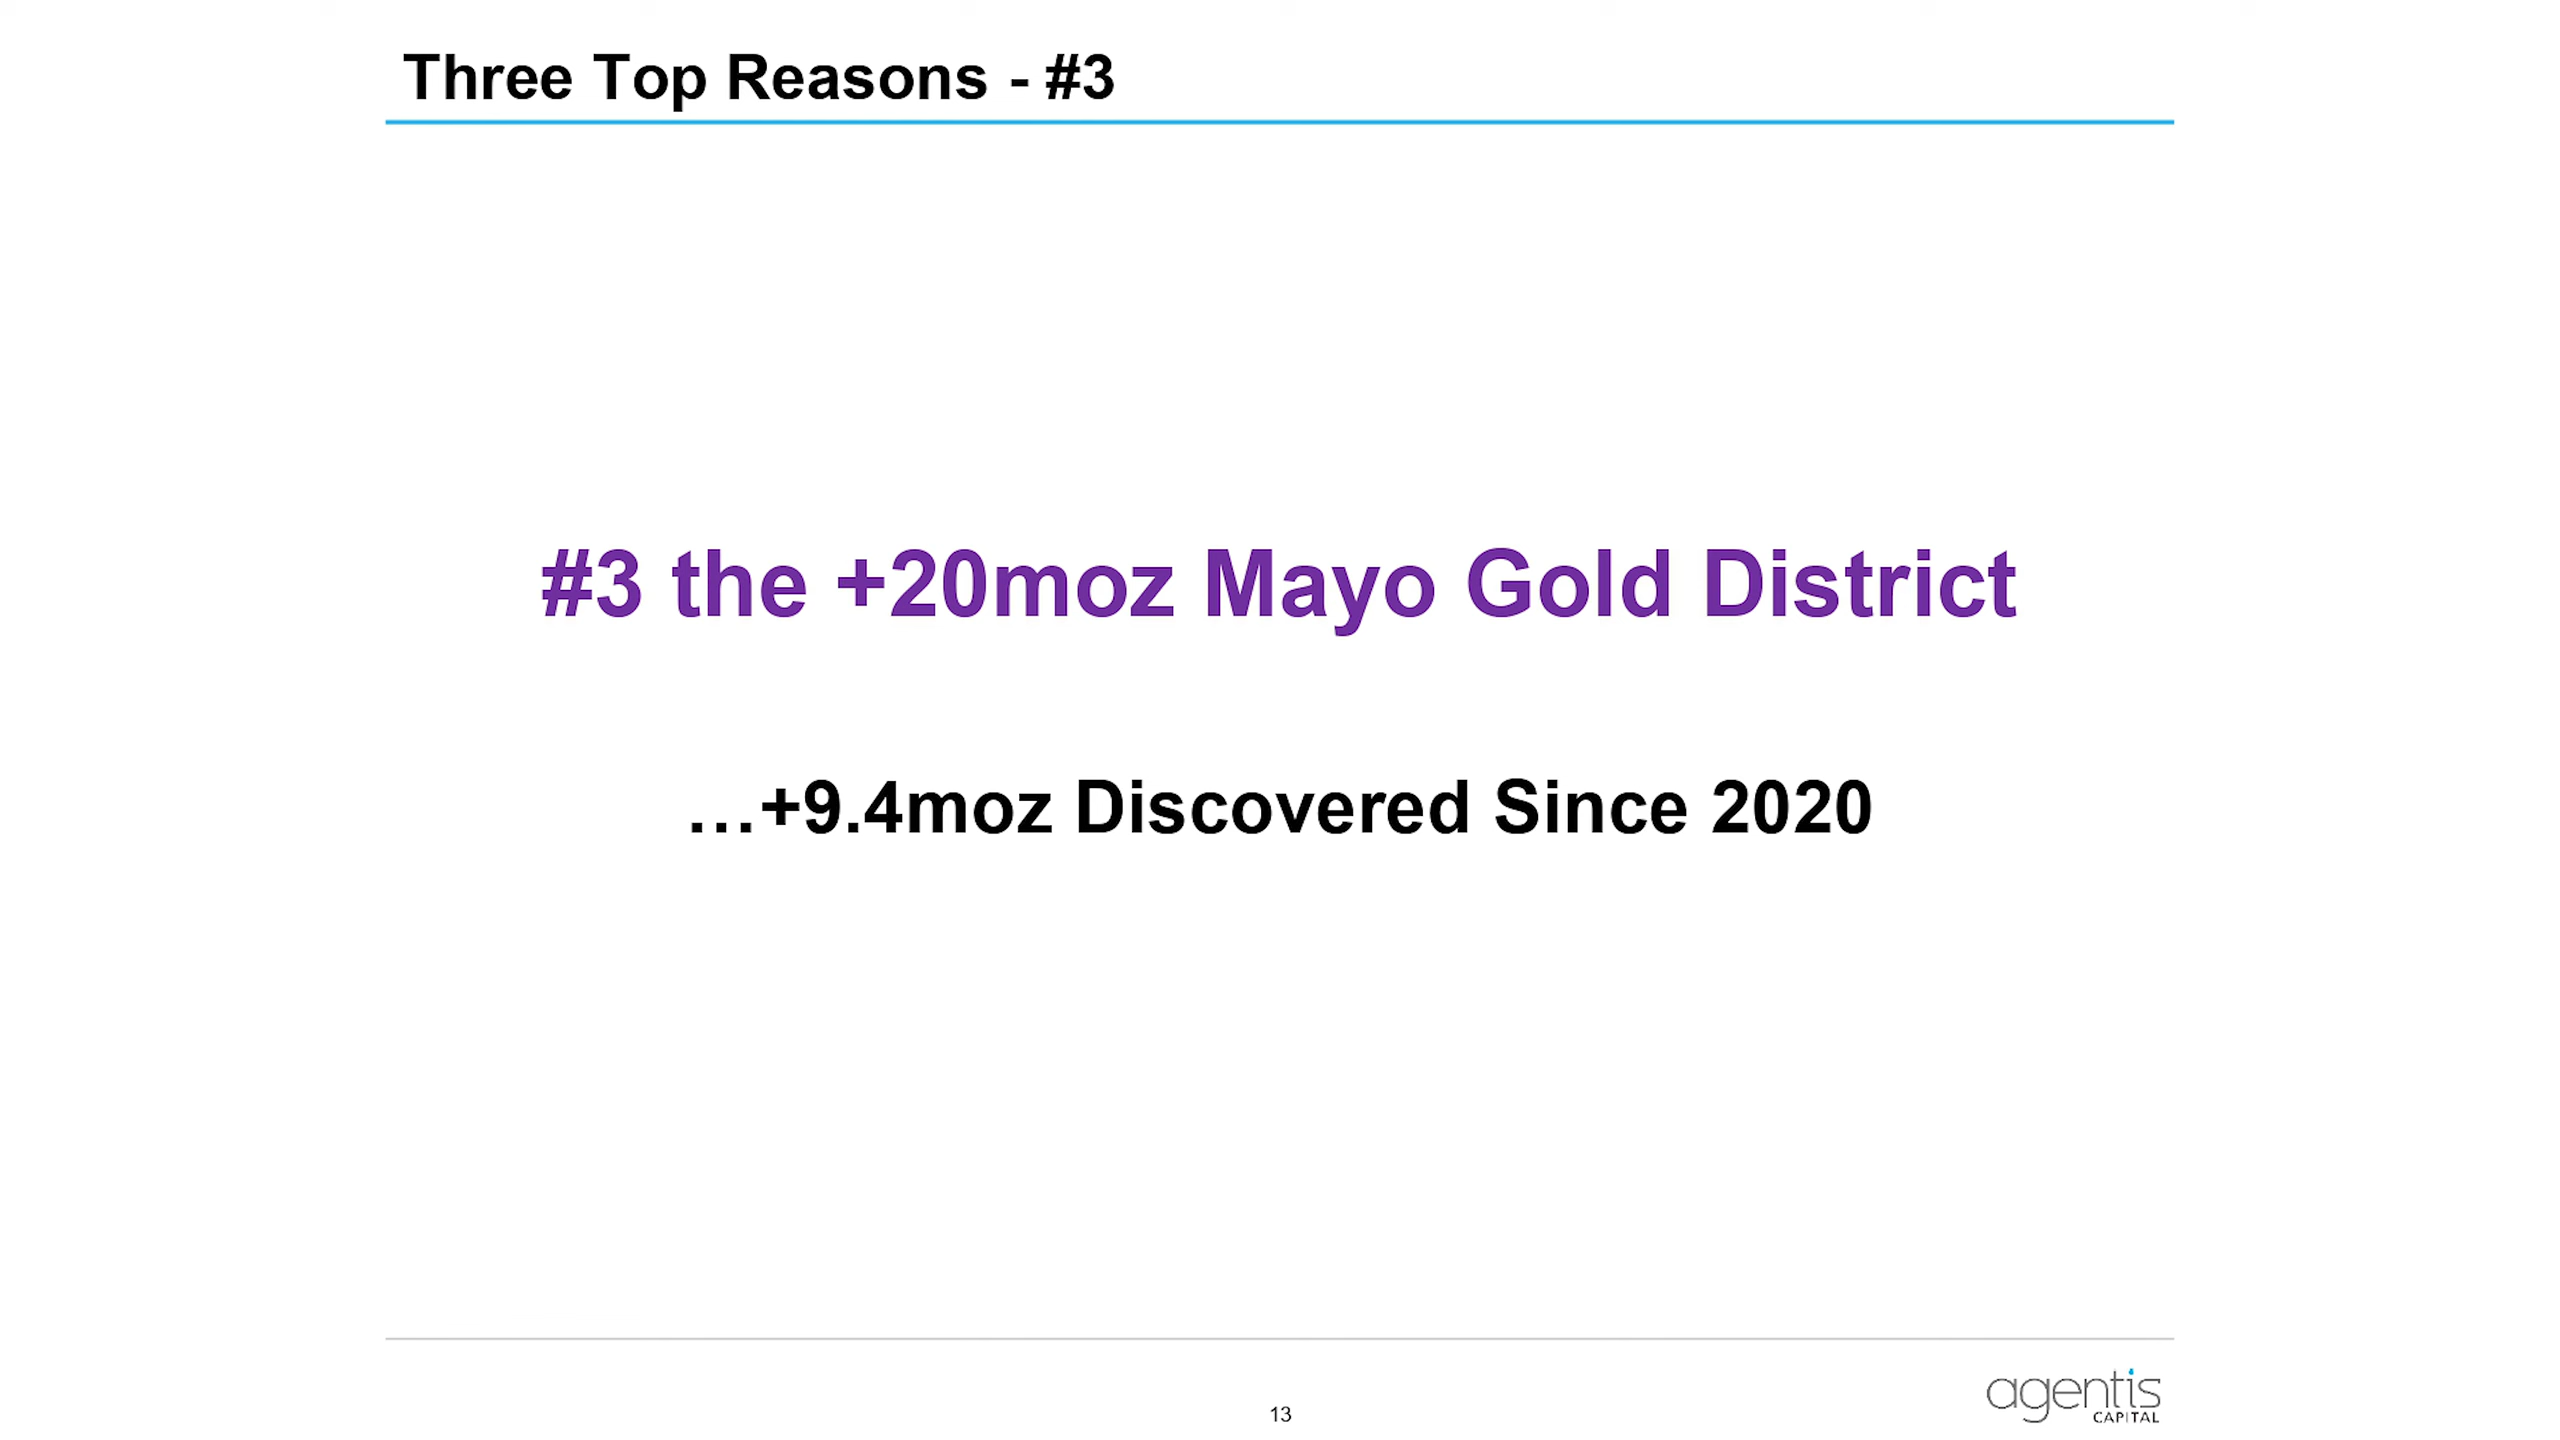 Three Top Reasons - #3
#3 the +20moz Mayo Gold District
…+9.4moz Discovered Since 2020
13
agentis
CAPITAL